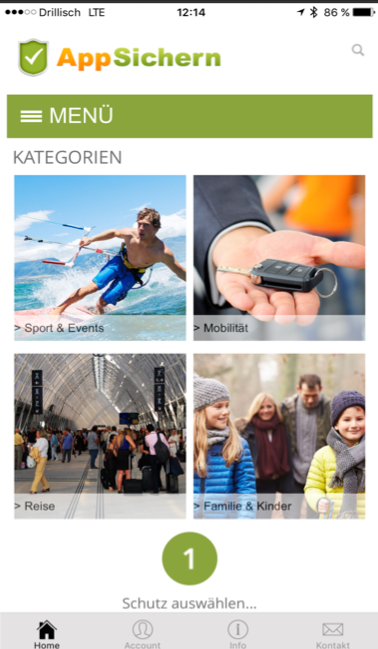 Drillisch LTE 12:14 86 %
AppSichern
MENÜ
KATEGORIEN
> Sport & Events
> Mobilität
> Reise
> Familie & Kinder
1
Schutz auswählen...
Home Account Info Kontakt